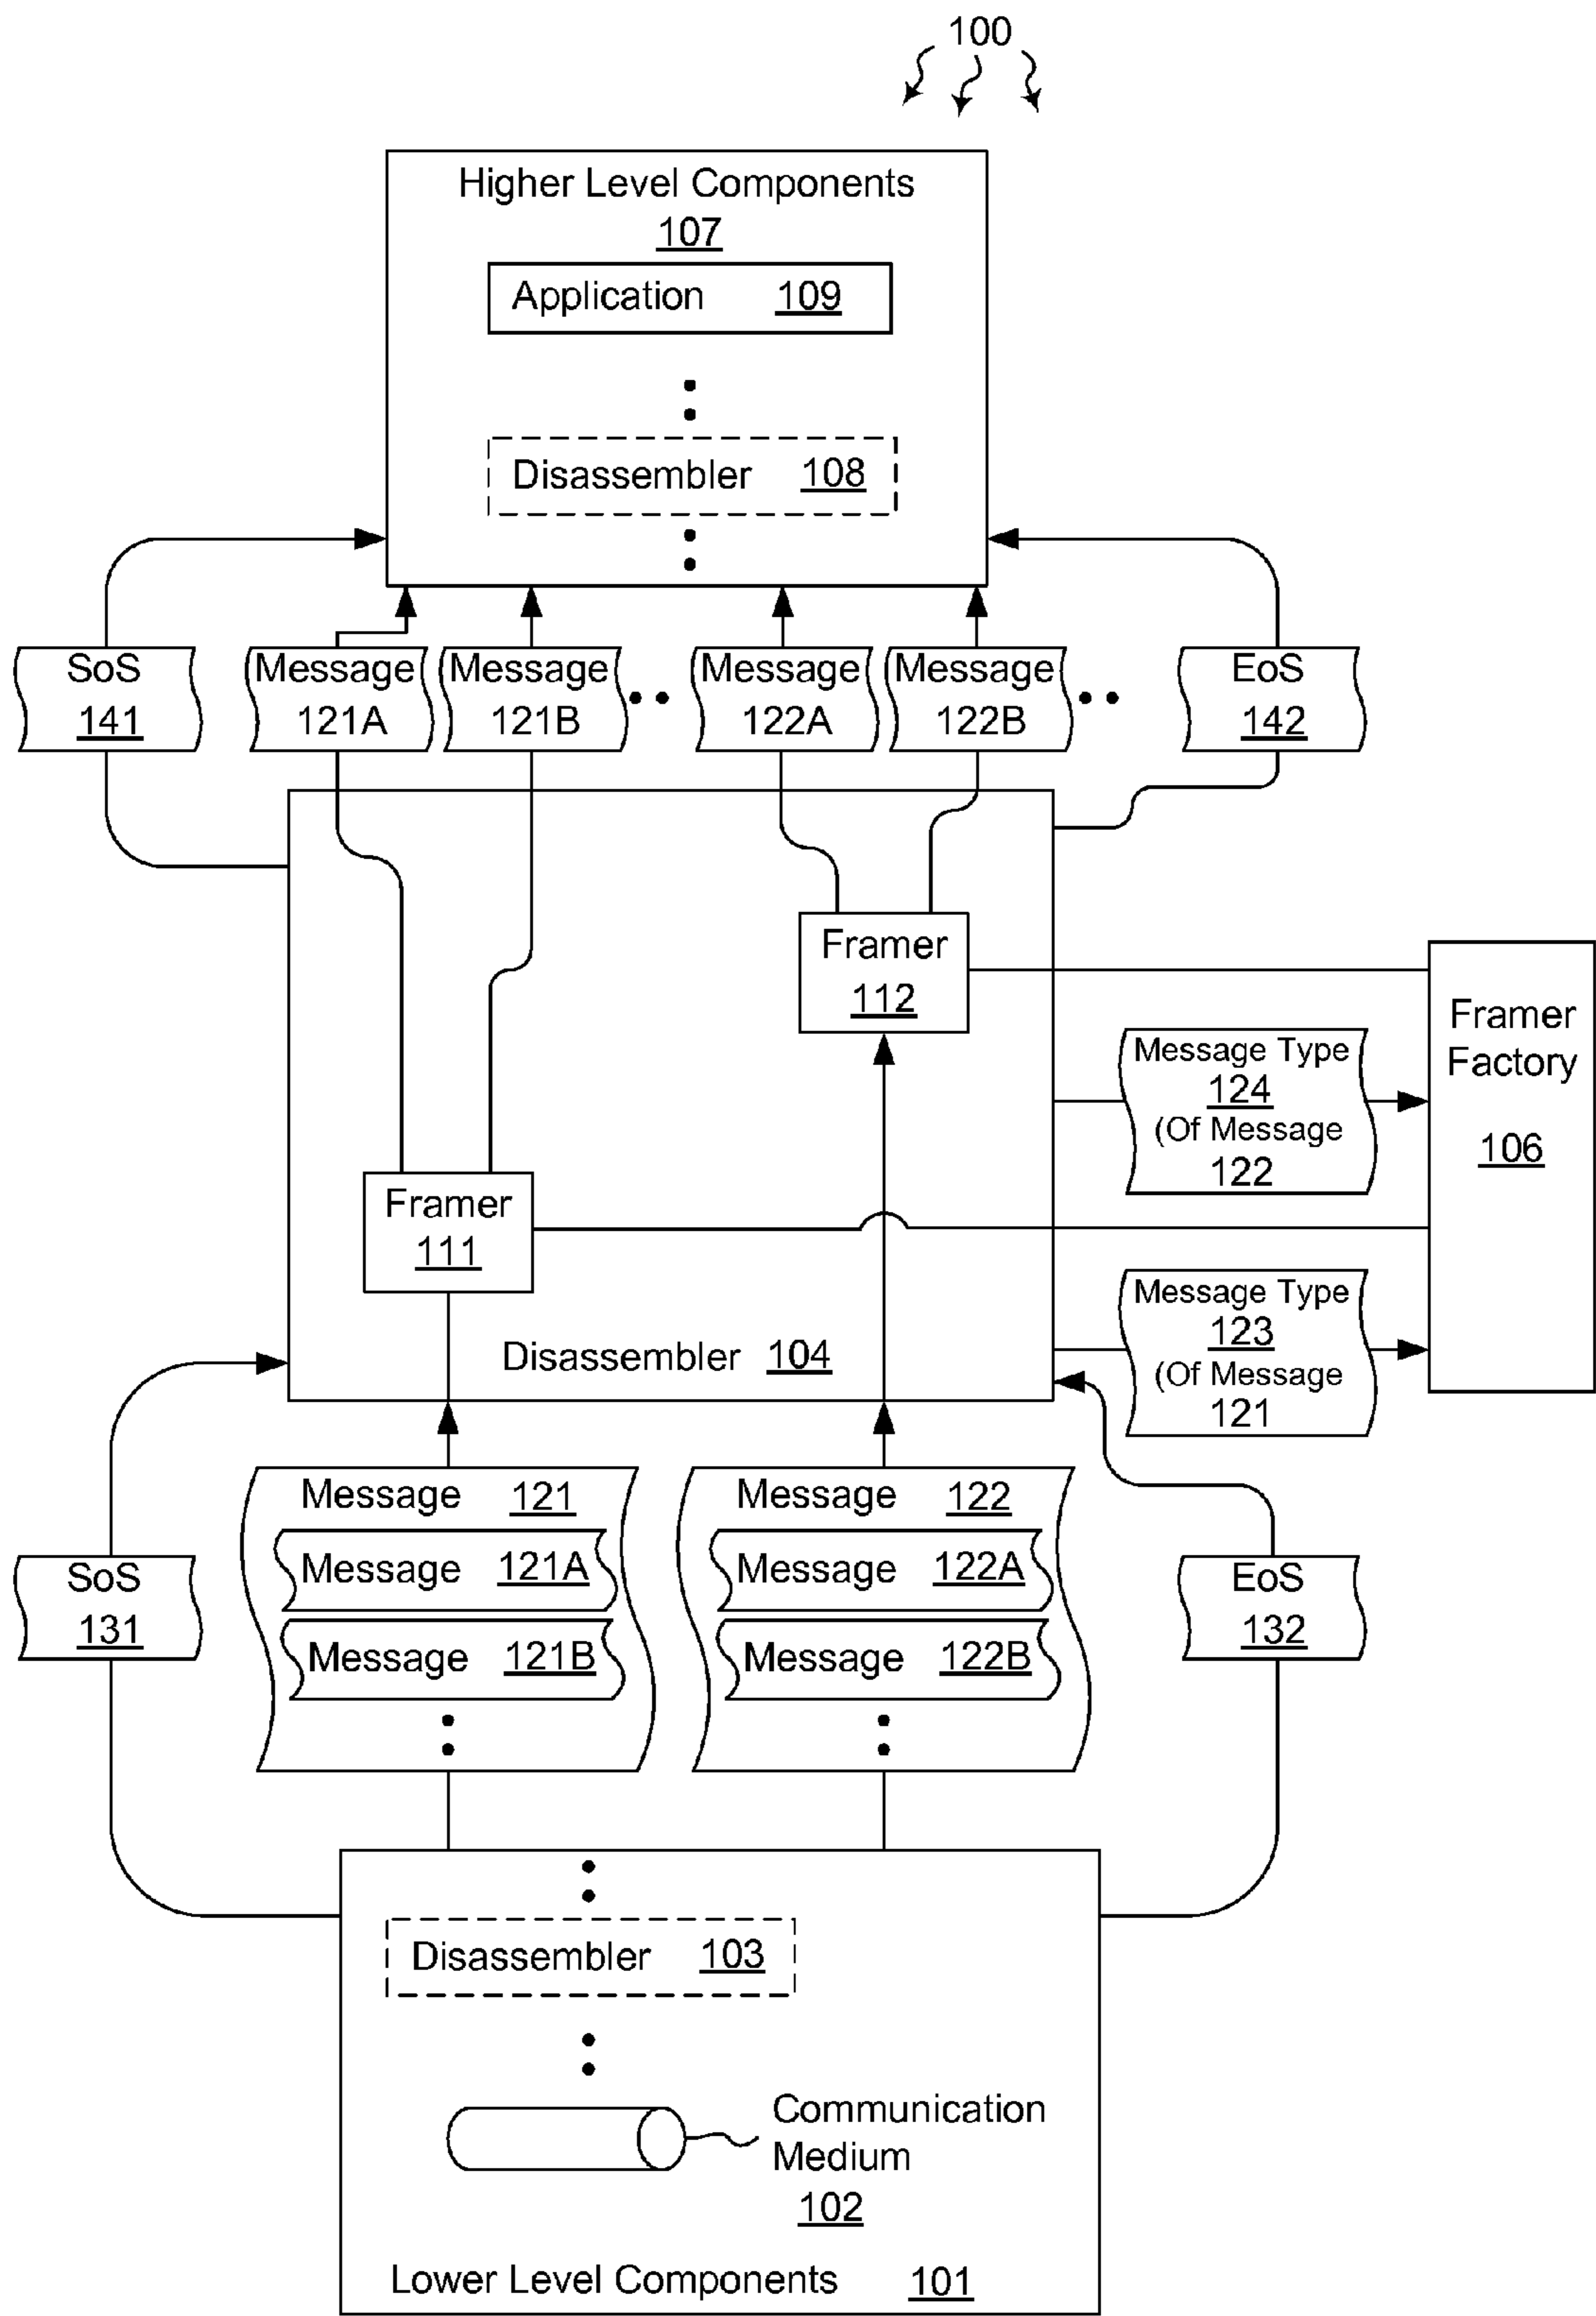 100
Higher Level Components
107
Application 109
Disassembler 108
SoS
141
Message
121A
Message
121B
Message
122A
Message
122B
EoS
142
Framer
112
Framer
Factory
106
Message Type
124
(Of Message
122
Framer
111
Message Type
123
(Of Message
121
Disassembler 104
Message 121
Message 121A
Message 121B
Message 122
Message 122A
Message 122B
SoS
131
EoS
132
Disassembler 103
Communication
Medium
102
Lower Level Components 101